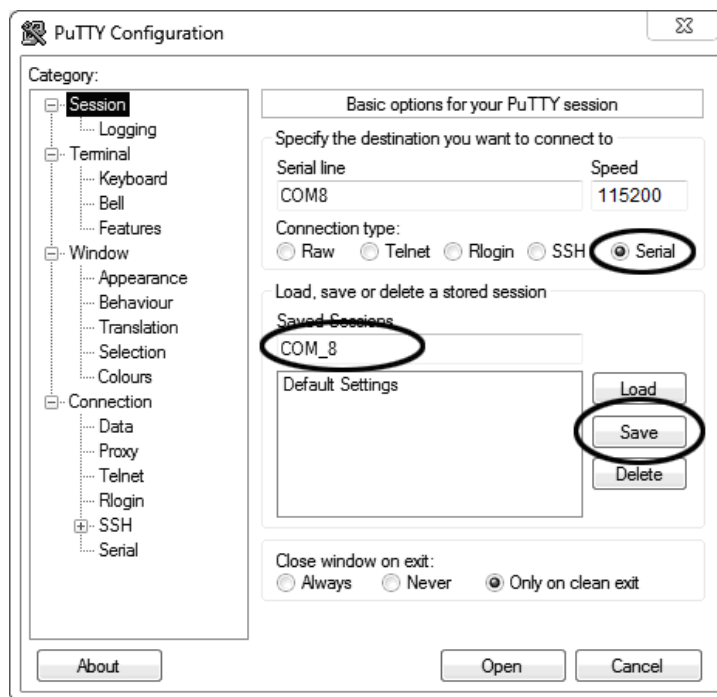 PuTTY Configuration
Category:
Session
Logging
Terminal
Keyboard
Bell
Features
Window
Appearance
Behaviour
Translation
Selection
Colours
Connection
Data
Proxy
Telnet
Rlogin
SSH
Serial
Basic options for your PuTTY session
Specify the destination you want to connect to
Serial line Speed
COM8 115200
Connection type:
Raw Telnet Rlogin SSH Serial
Load, save or delete a stored session
Saved Sessions
COM_8
Default Settings
Load
Save
Delete
Close window on exit:
Always Never Only on clean exit
About Open Cancel